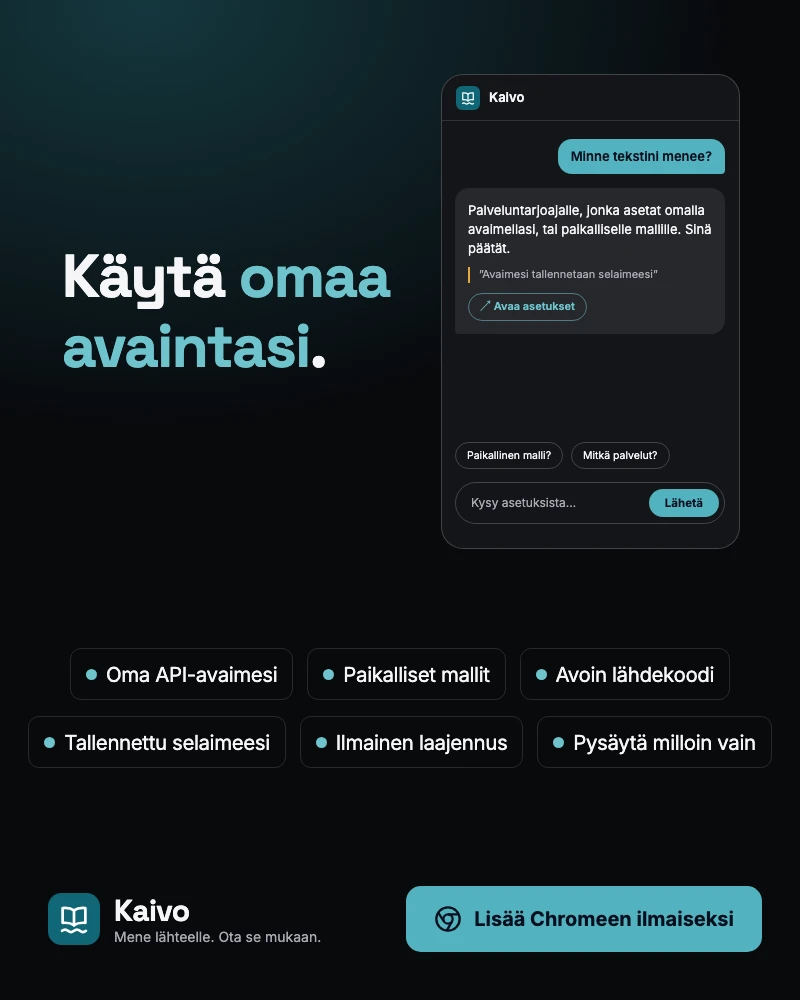 Kaivo
Minne tekstini menee?
Palveluntarjoajalle, jonka asetat omalla
avaimellasi, tai paikalliselle mallille. Sinä
päätät.
"Avaimesi tallennetaan selaimeesi"
↗ Avaa asetukset
Käytä omaa
avaintasi.
Paikallinen malli?
Mitkä palvelut?
Kysy asetuksista...
Lähetä
Oma API-avaimesi
Paikalliset mallit
Avoin lähdekoodi
Tallennettu selaimeesi
Ilmainen laajennus
Pysäytä milloin vain
Kaivo
Mene lähteelle. Ota se mukaan.
Lisää Chromeen ilmaiseksi